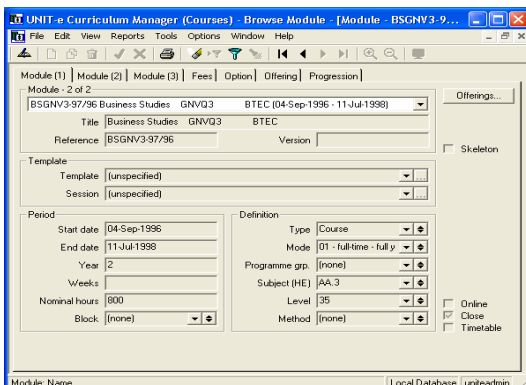 UNIT-e Curriculum Manager (Courses) - Browse Module - [Module - BSGNV3-9...
File Edit View Reports Tools Options Window Help
Module (1) Module (2) Module (3) Fees Option Offering Progression
Module - 2 of 2
BSGNV3-97/96 Business Studies GNVQ3 BTEC (04-Sep-1996 - 11-Jul-1998)
Offerings...
Title Business Studies GNVQ3 BTEC
Reference BSGNV3-97/96 Version
Skeleton
Template
Template (unspecified)
Session (unspecified)
Period
Start date 04-Sep-1996
End date 11-Jul-1998
Year 2
Weeks
Nominal hours 800
Block (none)
Definition
Type Course
Mode 01 - full-time - full y
Programme grp. (none)
Subject (HE) AA.3
Level 35
Method (none)
Online
Close
Timetable
Module: Name Local Database uniteadmin